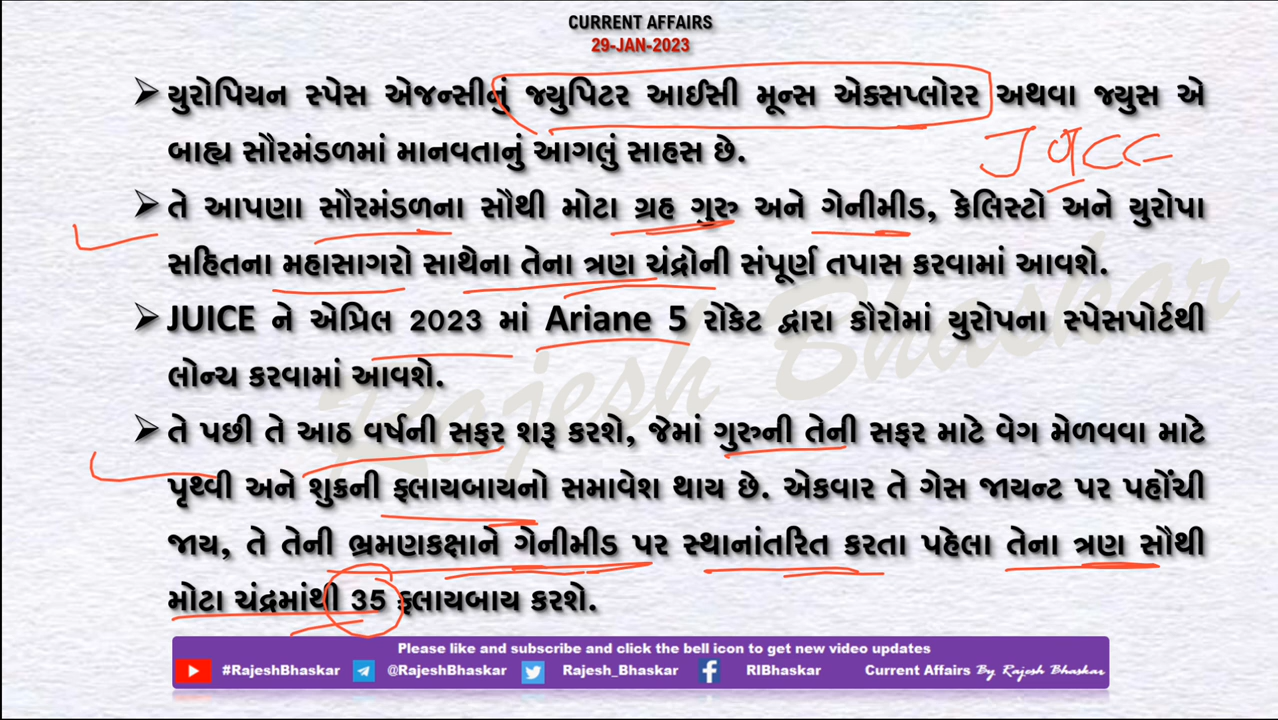 CURRENT AFFAIRS
29-JAN-2023
➢ યુરોપિયન સ્પેસ એજન્સીનું જ્યુપિટર આઈસી મૂન્સ એક્સપ્લોરર અથવા જ્યુસ એ
બાહ્ય સૌરમંડળમાં માનવતાનું આગલું સાહસ છે.
➢ તે આપણા સૌરમંડળના સૌથી મોટા ગ્રહ ગુરુ અને ગેનીમીડ, કેલિસ્ટો અને યુરોપા
સહિતના મહાસાગરો સાથેના તેના ત્રણ ચંદ્રોની સંપૂર્ણ તપાસ કરવામાં આવશે.
➢ JUICE ને એપ્રિલ 2023 માં Ariane 5 રોકેટ દ્વારા કૌરોમાં યુરોપના સ્પેસપોર્ટથી
લોન્ચ કરવામાં આવશે.
➢ તે પછી તે આઠ વર્ષની સફર શરૂ કરશે, જેમાં ગુરુની તેની સફર માટે વેગ મેળવવા માટે
પૃથ્વી અને શુક્રની ફ્લાયબાયનો સમાવેશ થાય છે. એકવાર તે ગેસ જાયન્ટ પર પહોંચી
જાય, તે તેની ભ્રમણકક્ષાને ગેનીમીડ પર સ્થાનાંતરિત કરતા પહેલા તેના ત્રણ સૌથી
મોટા ચંદ્રમાંથી 35 ફ્લાયબાય કરશે.
Rajesh Bhaskar
Please like and subscribe and click the bell icon to get new video updates
#RajeshBhaskar @RajeshBhaskar Rajesh_Bhaskar RIBhaskar Current Affairs By Rajesh Bhaskar